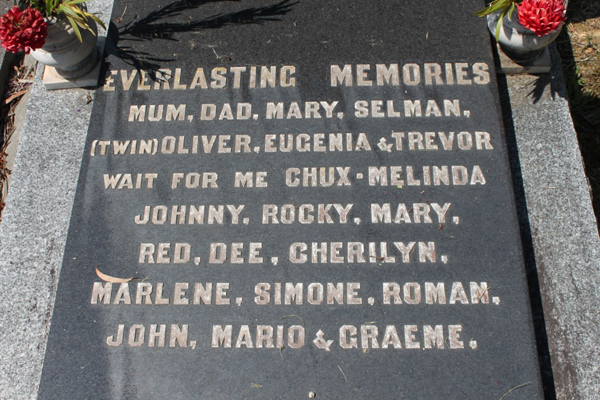 EVERLASTING MEMORIES
MUM, DAD, MARY, SELMAN,
(TWIN) OLIVER, EUGENIA & TREVOR
WAIT FOR ME CHUX-MELINDA
JOHNNY, ROCKY, MARY,
RED, DEE, CHERILYN,
MARLENE, SIMONE, ROMAN,
JOHN, MARIO & GRAEME.